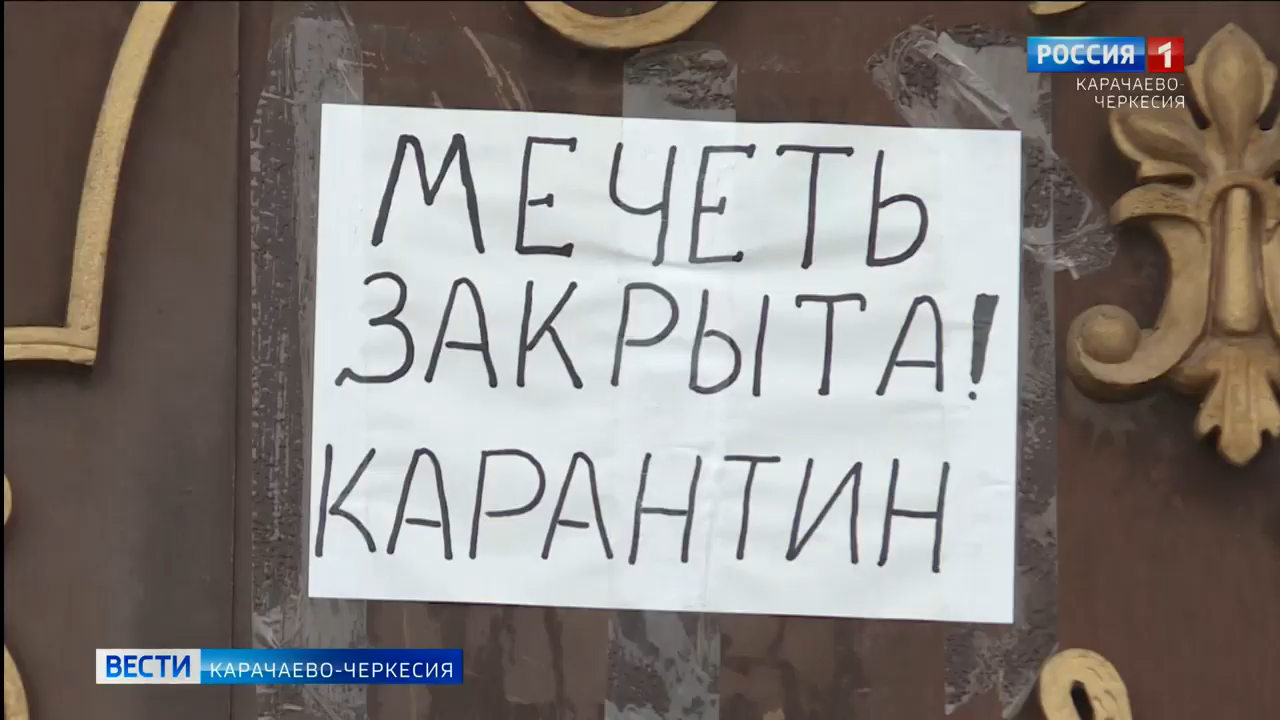 РОССИЯ 1
КАРАЧАЕВО-
ЧЕРКЕСИЯ
МЕЧЕТЬ
ЗАКРЫТА!
КАРАНТИН
ВЕСТИ КАРАЧАЕВО-ЧЕРКЕСИЯ